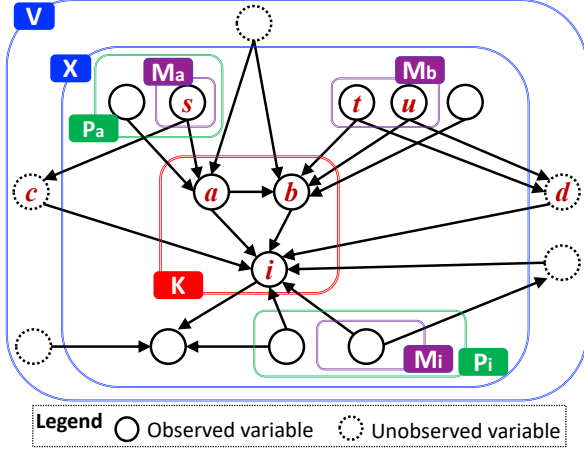 V
X
Ma
Mb
s
t
u
Pa
a
b
c
d
i
K
Mi
Pi
Legend
Observed variable
Unobserved variable